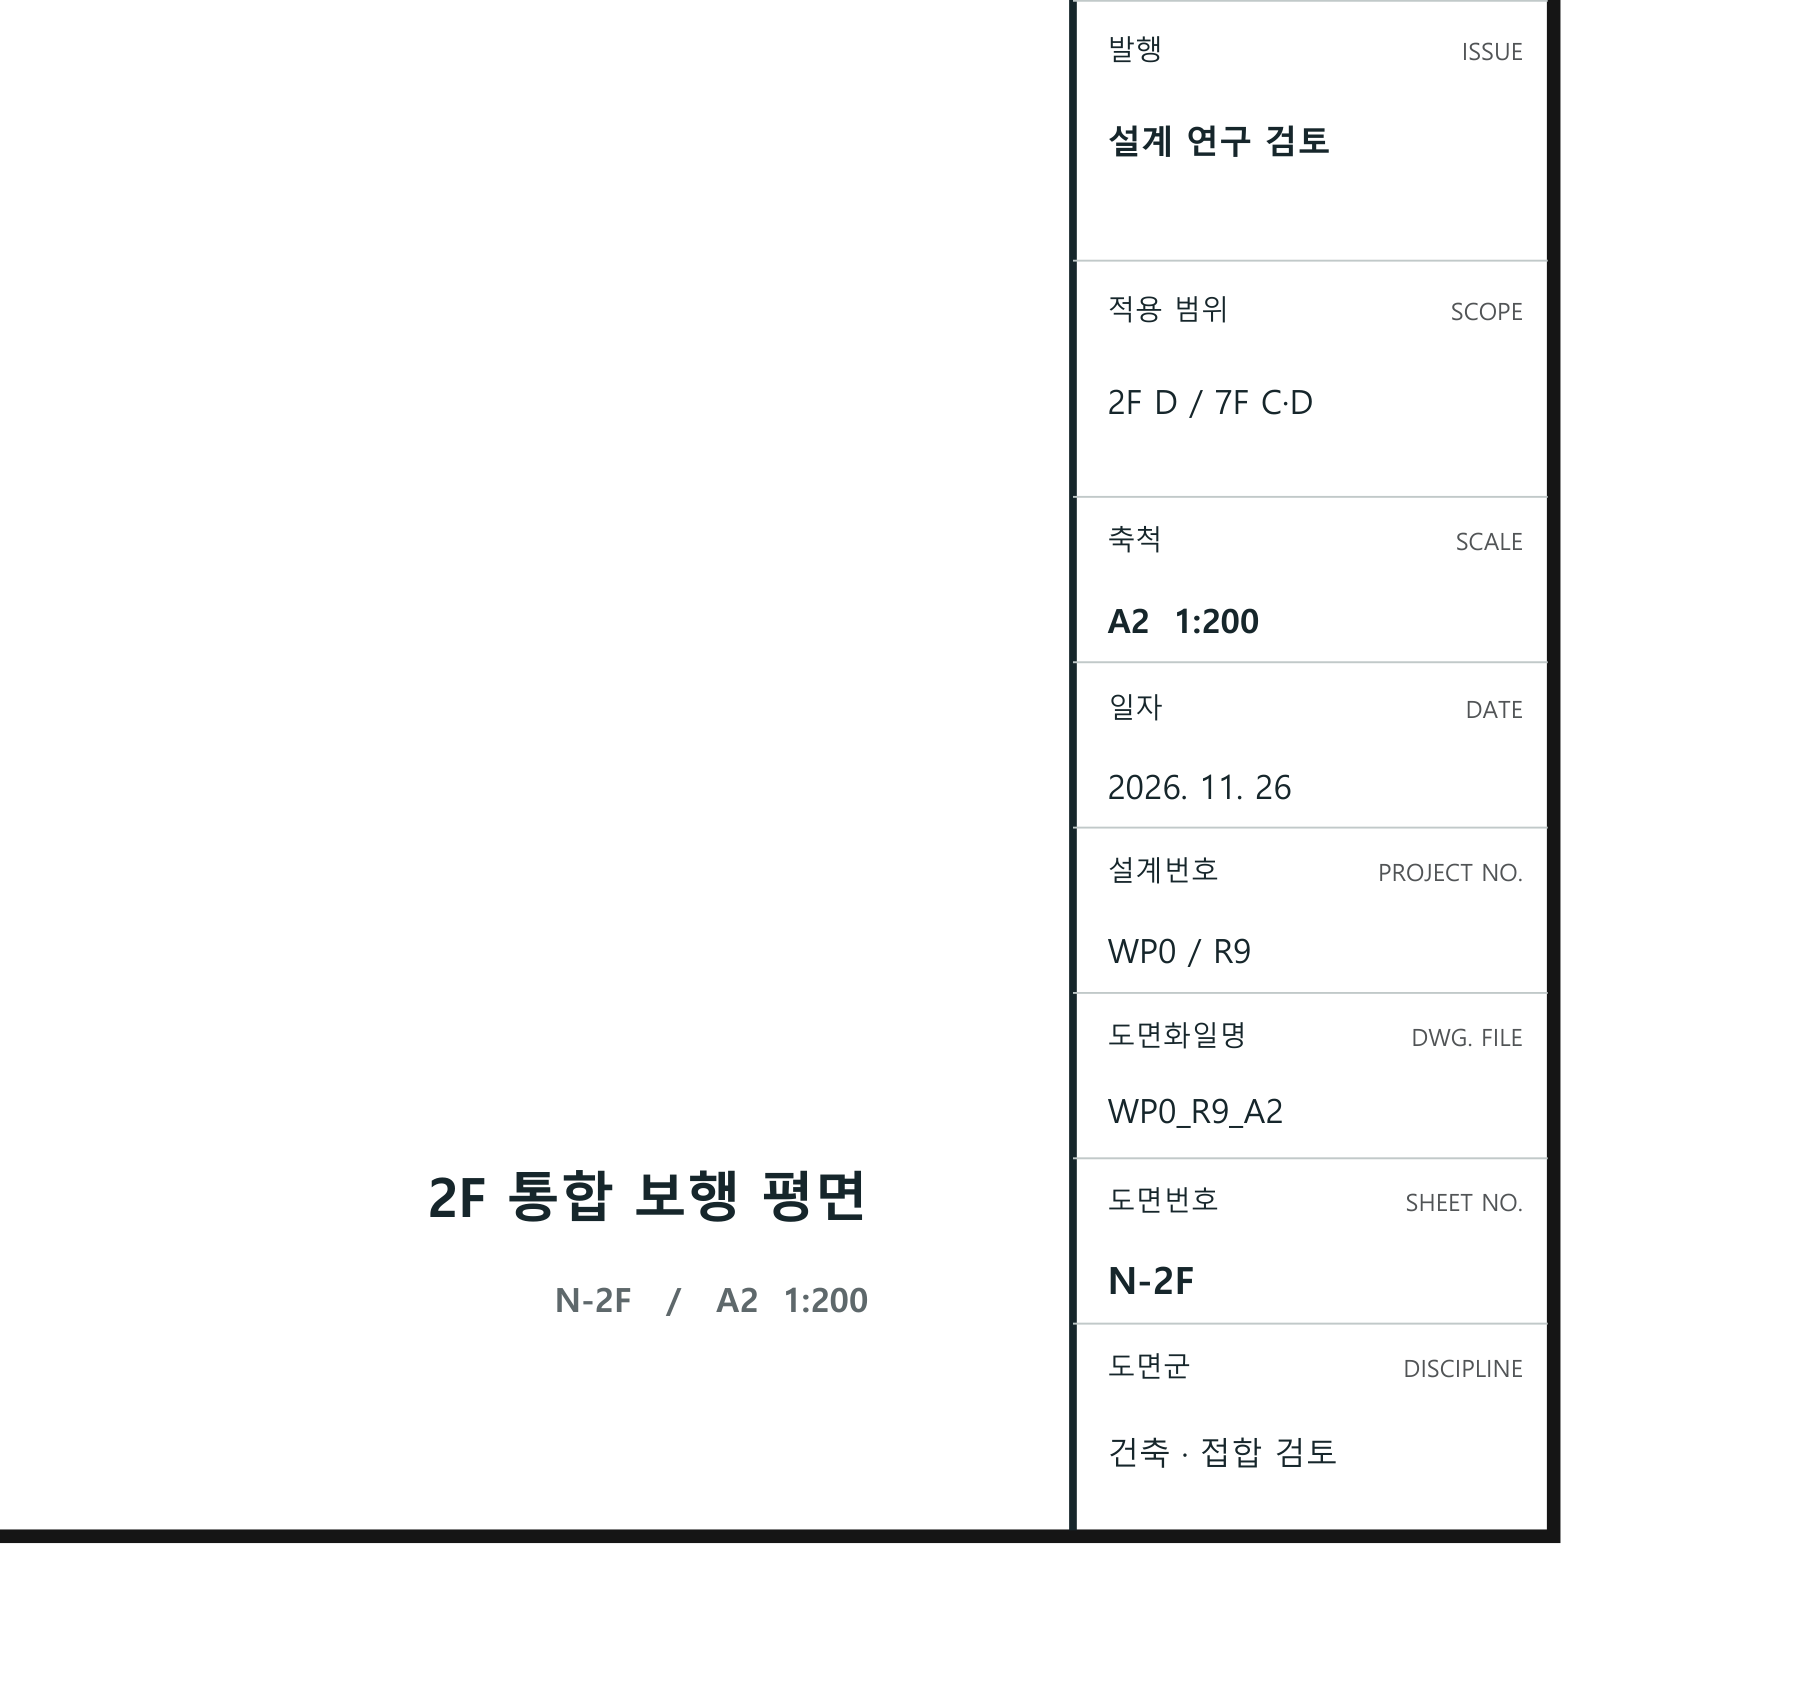 발행 ISSUE
설계 연구 검토
적용 범위 SCOPE
2F D / 7F C·D
축척 SCALE
A2 1:200
일자 DATE
2026. 11. 26
설계번호 PROJECT NO.
WP0 / R9
도면화일명 DWG. FILE
WP0_R9_A2
도면번호 SHEET NO.
N-2F
도면군 DISCIPLINE
건축 · 접합 검토
2F 통합 보행 평면
N-2F / A2 1:200